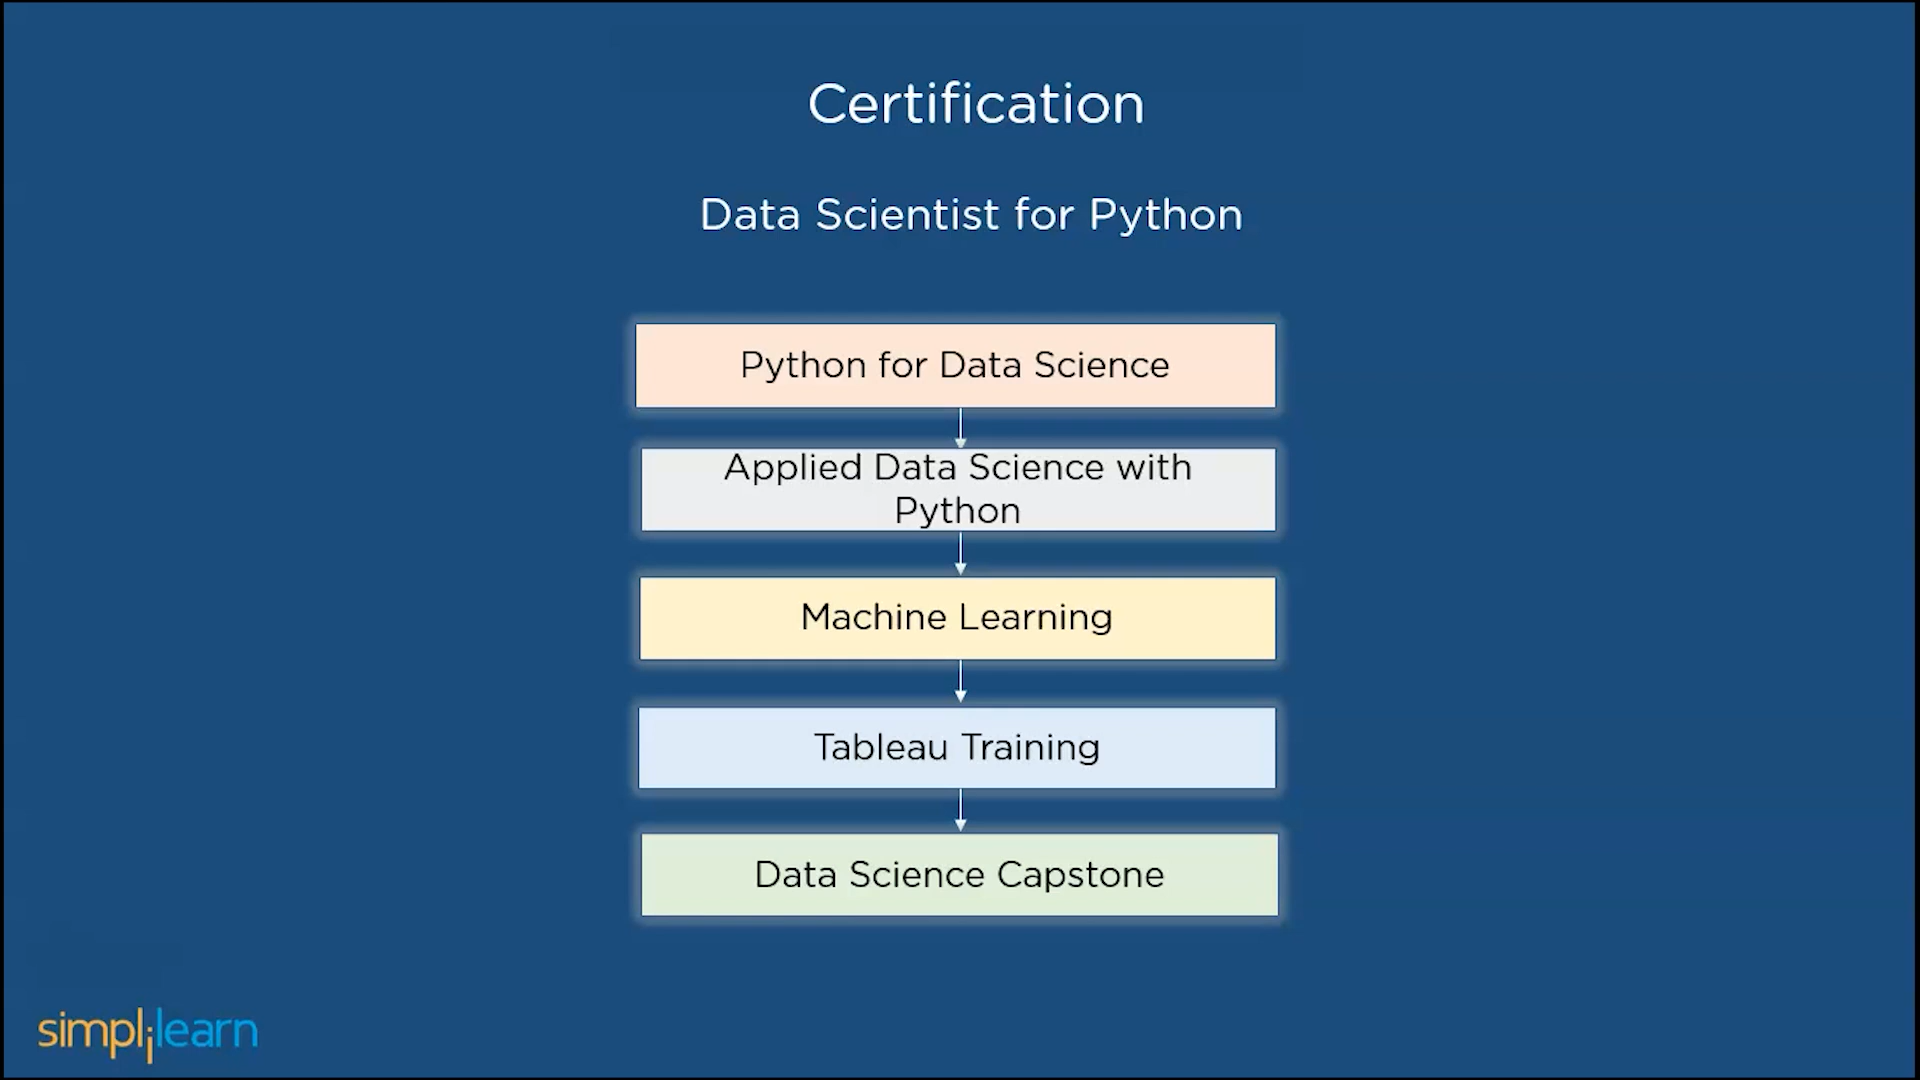 Certification
Data Scientist for Python
Python for Data Science
Applied Data Science with
Python
Machine Learning
Tableau Training
Data Science Capstone
simplilearn